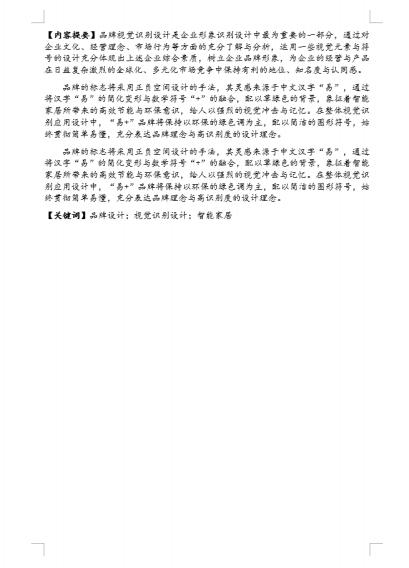 【内容提要】品牌视觉识别设计是企业形象识别设计中最为重要的一部分，通过对
企业文化、经营理念、市场行为等方面的充分了解与分析，运用一些视觉元素与符
号的设计充分体现出上述企业综合素质，树立企业品牌形象，为企业的经营与产品
在日益复杂激烈的全球化、多元化市场竞争中保持有利的地位、知名度与认同感。
品牌的标志将采用正负空间设计的手法，其灵感来源于中文汉字“易”，通过
将汉字“易”的简化变形与数学符号“+”的融合，配以草绿色的背景，象征着智能
家居所带来的高效节能与环保意识，给人以强烈的视觉冲击与记忆。在整体视觉识
别应用设计中，“易+”品牌将保持以环保的绿色调为主，配以简洁的图形符号，始
终贯彻简单易懂，充分表达品牌理念与高识别度的设计理念。
品牌的标志将采用正负空间设计的手法，其灵感来源于中文汉字“易”，通过
将汉字“易”的简化变形与数学符号“+”的融合，配以草绿色的背景，象征着智能
家居所带来的高效节能与环保意识，给人以强烈的视觉冲击与记忆。在整体视觉识
别应用设计中，“易+”品牌将保持以环保的绿色调为主，配以简洁的图形符号，始
终贯彻简单易懂，充分表达品牌理念与高识别度的设计理念。
【关键词】品牌设计；视觉识别设计；智能家居